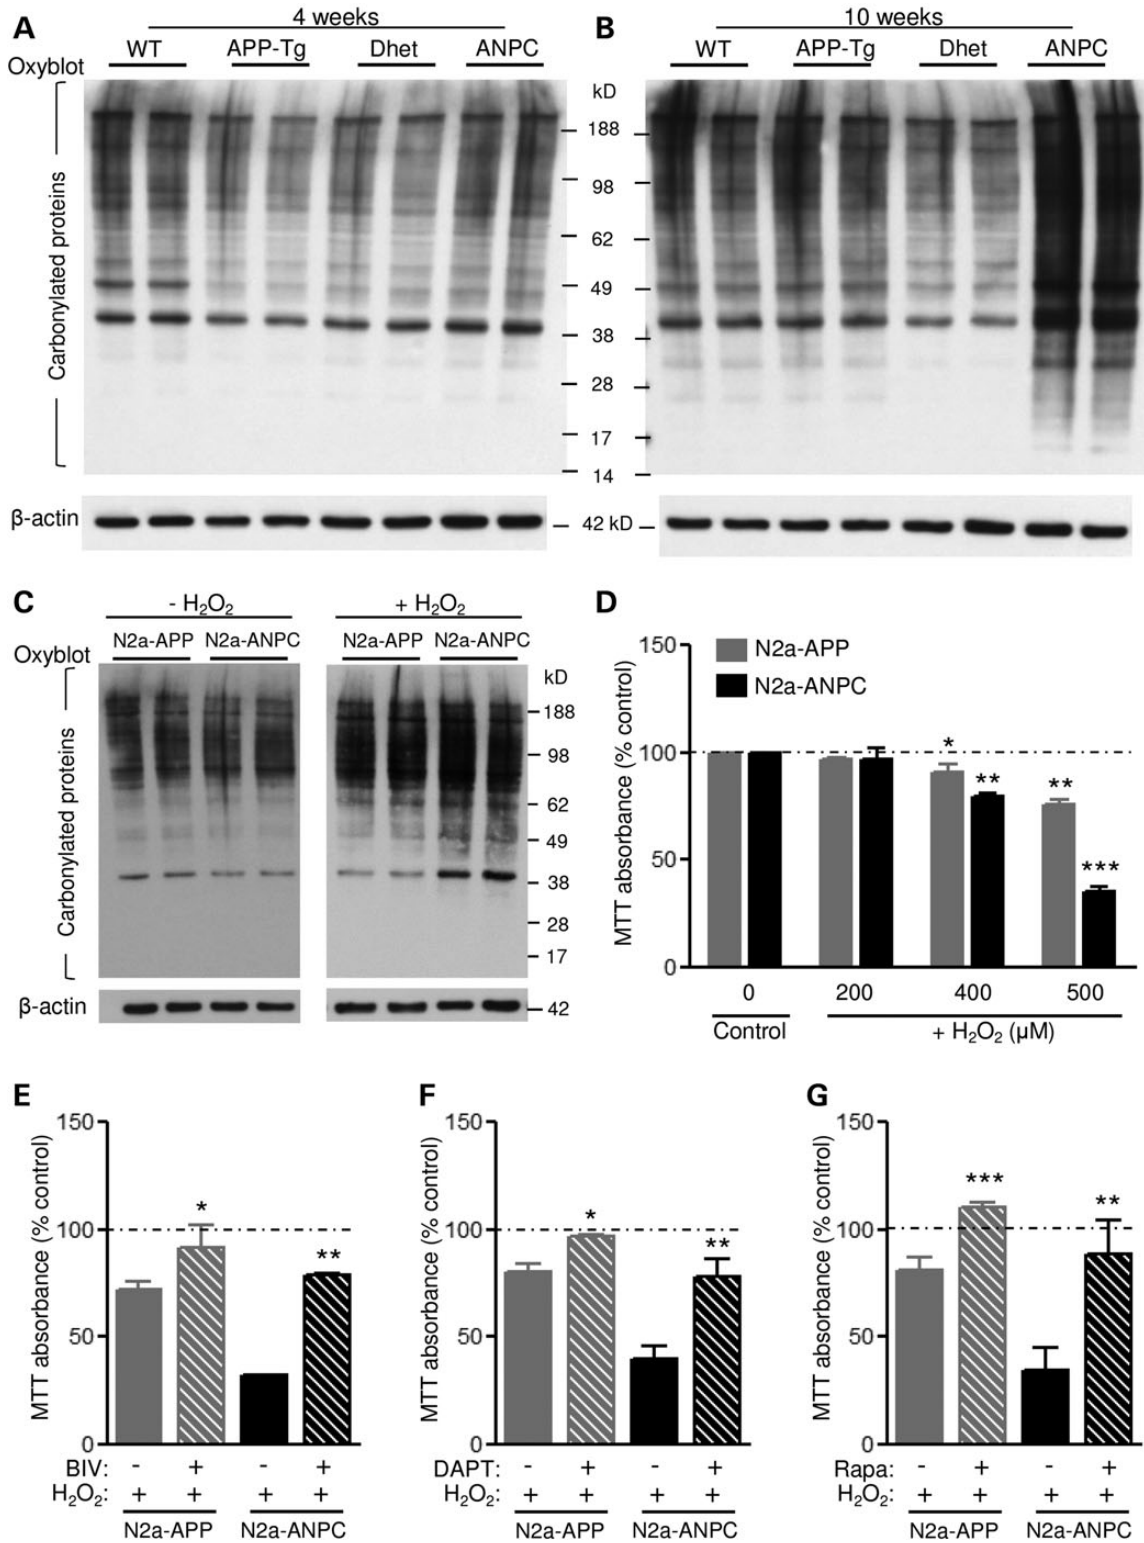 A 4 weeks
WT APP-Tg Dhet ANPC
Oxyblot
Carbonylated proteins
β-actin
B 10 weeks
WT APP-Tg Dhet ANPC
kD
188
98
62
49
38
28
17
14
42 kD
C - H₂O₂ + H₂O₂
N2a-APP N2a-ANPC N2a-APP N2a-ANPC
Oxyblot
Carbonylated proteins
kD
188
98
62
49
38
28
17
β-actin 42
D
MTT absorbance (% control)
150
100
50
0
N2a-APP
N2a-ANPC
* ** ** ***
0 200 400 500
Control + H₂O₂ (µM)
E
MTT absorbance (% control)
150
100
50
0
* **
BIV: - + - +
H₂O₂: + + + +
N2a-APP N2a-ANPC
F
MTT absorbance (% control)
150
100
50
0
* **
DAPT: - + - +
H₂O₂: + + + +
N2a-APP N2a-ANPC
G
MTT absorbance (% control)
150
100
50
0
*** **
Rapa: - + - +
H₂O₂: + + + +
N2a-APP N2a-ANPC